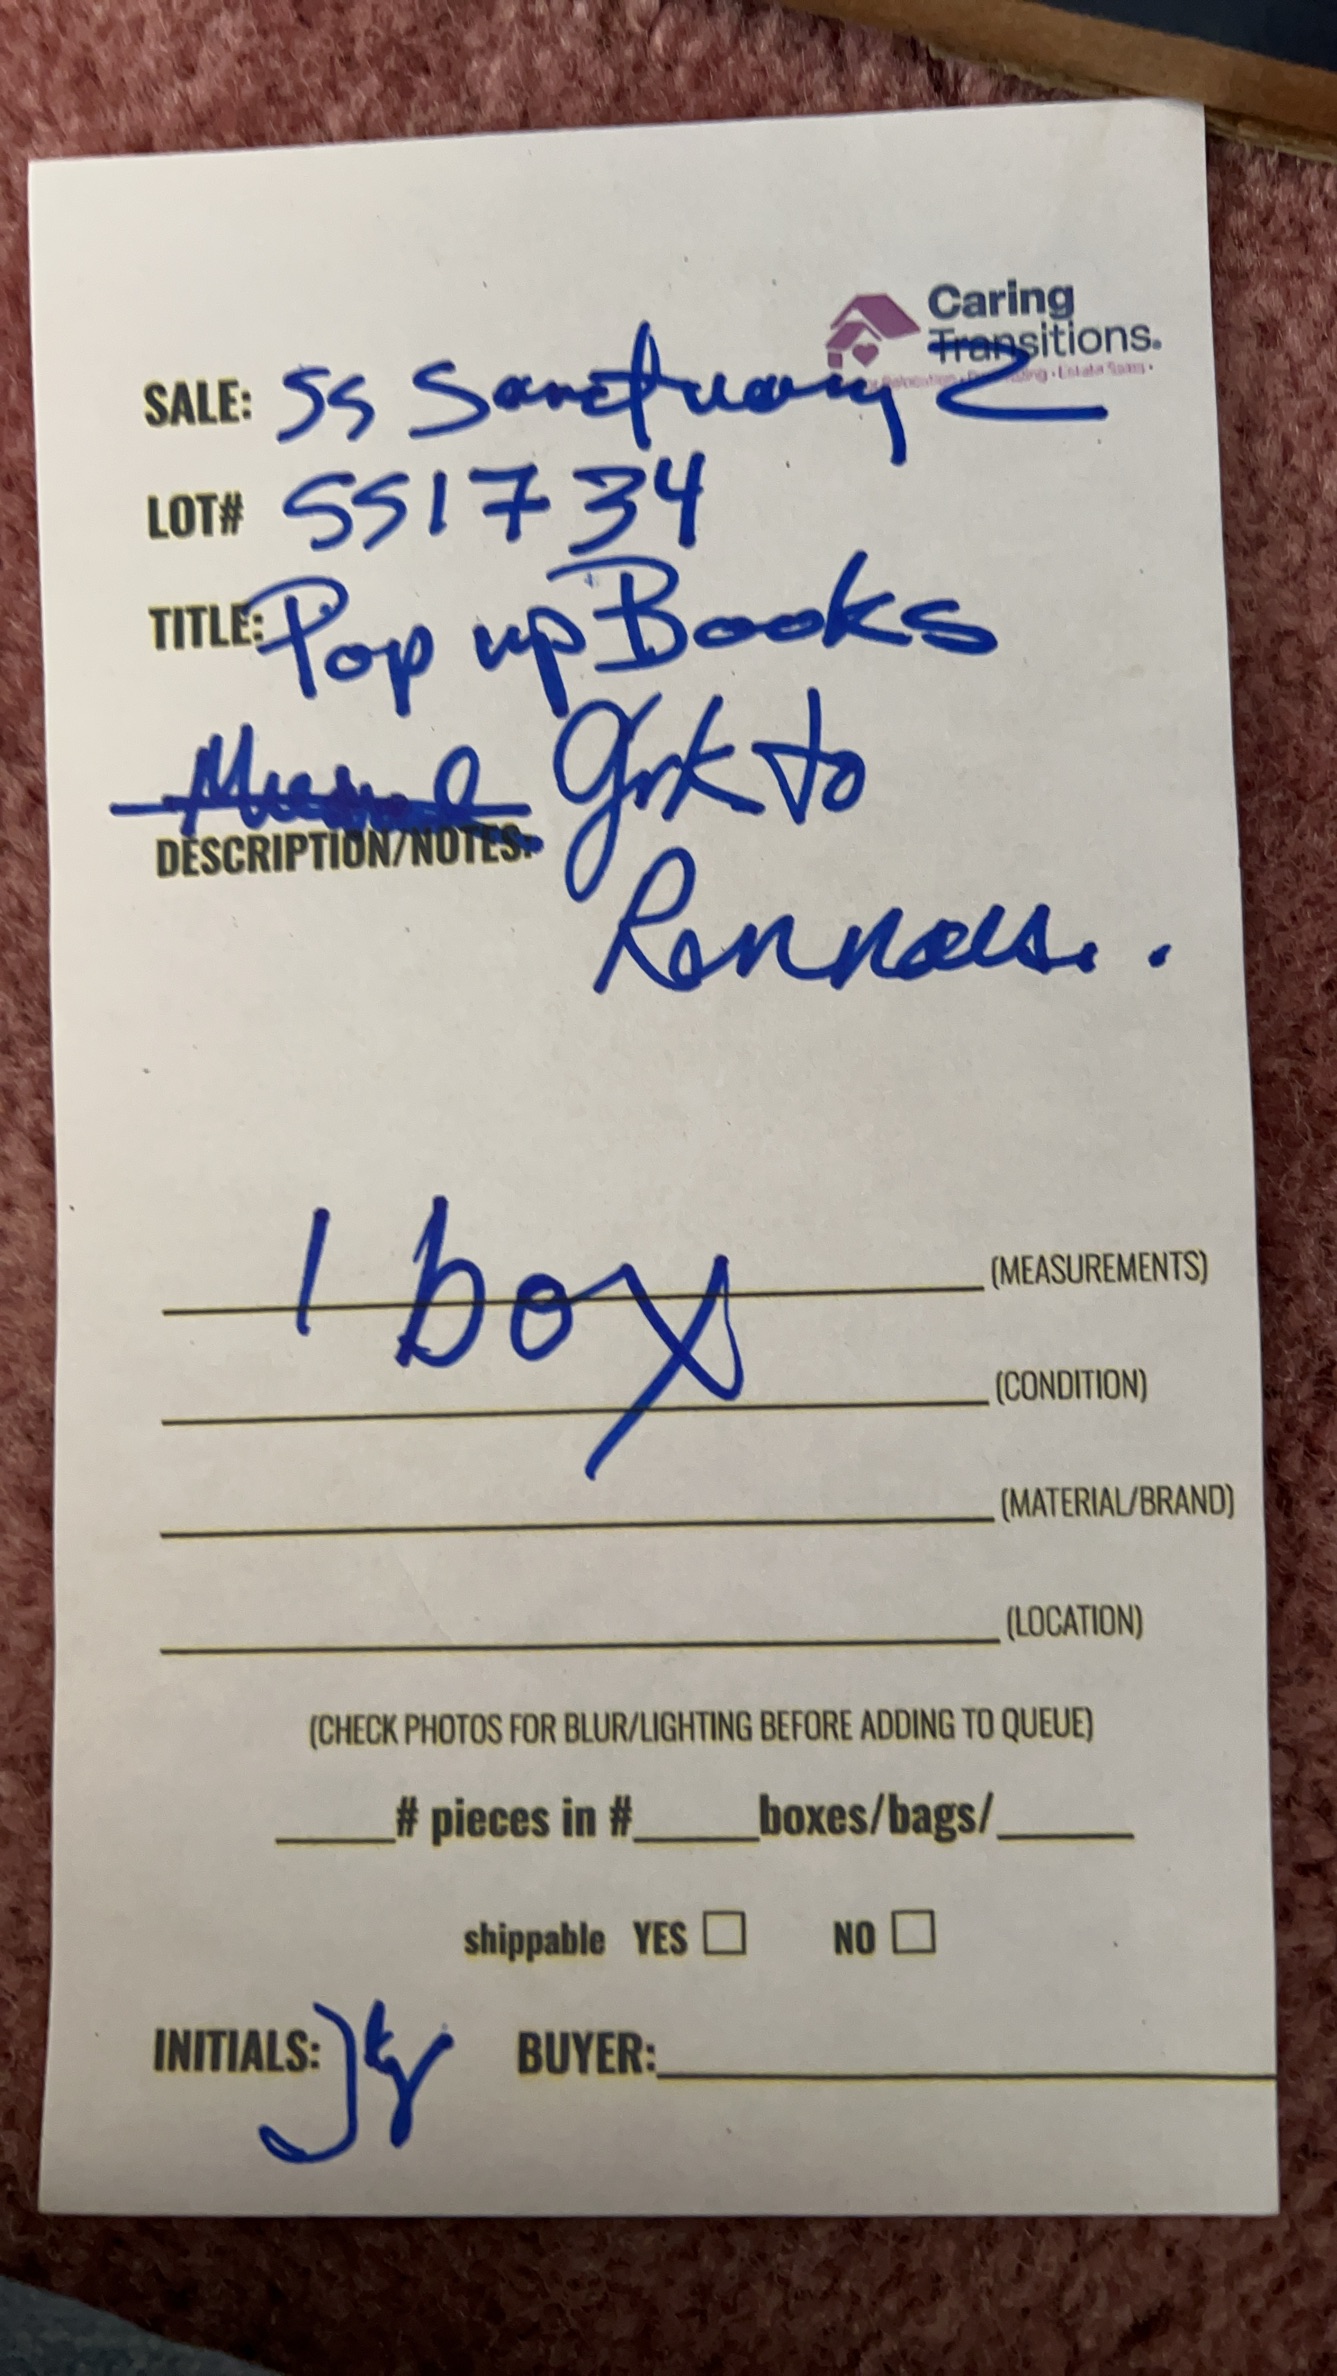 Caring
Transitions.
SALE: SS Sanctuary 2
LOT# SS1734
TITLE: Pop up Books
Grk to
DESCRIPTION/NOTES:
1 box
(MEASUREMENTS)
(CONDITION)
(MATERIAL/BRAND)
(LOCATION)
(CHECK PHOTOS FOR BLUR/LIGHTING BEFORE ADDING TO QUEUE)
# pieces in # boxes/bags/
shippable YES NO
INITIALS: BUYER: